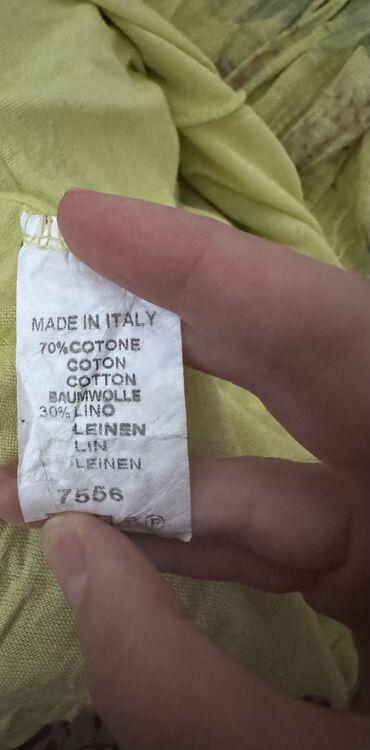 MADE IN ITALY
70%COTONE
COTON
COTTON
BAUMWOLLE
30%LINO
LEINEN
LIN
LEINEN
7556
P